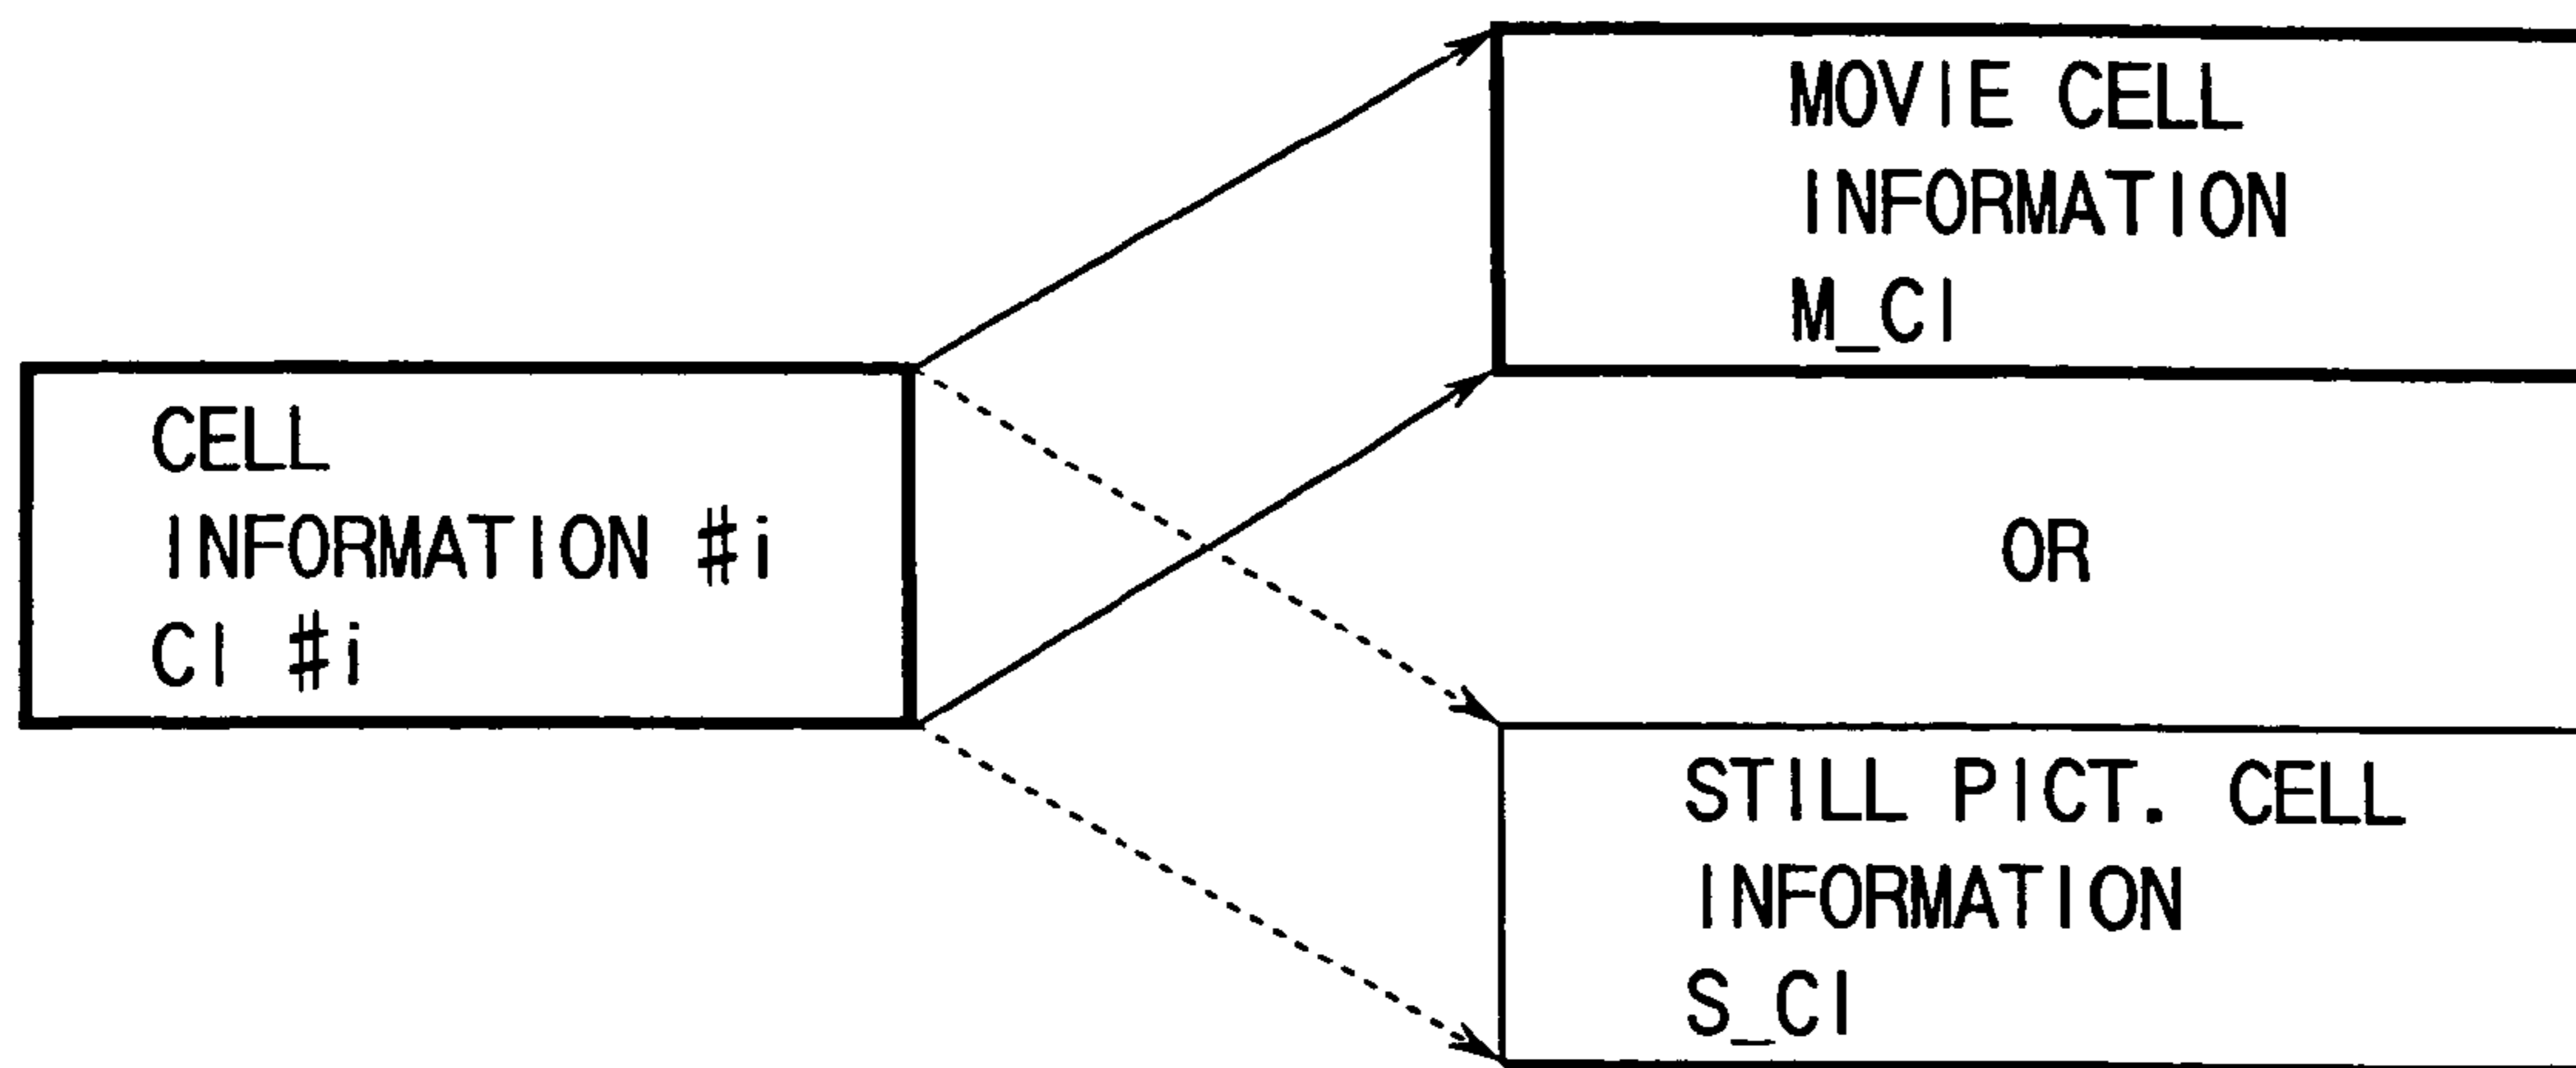 CELL
INFORMATION #i
CI #i
MOVIE CELL
INFORMATION
M_CI
OR
STILL PICT. CELL
INFORMATION
S_CI